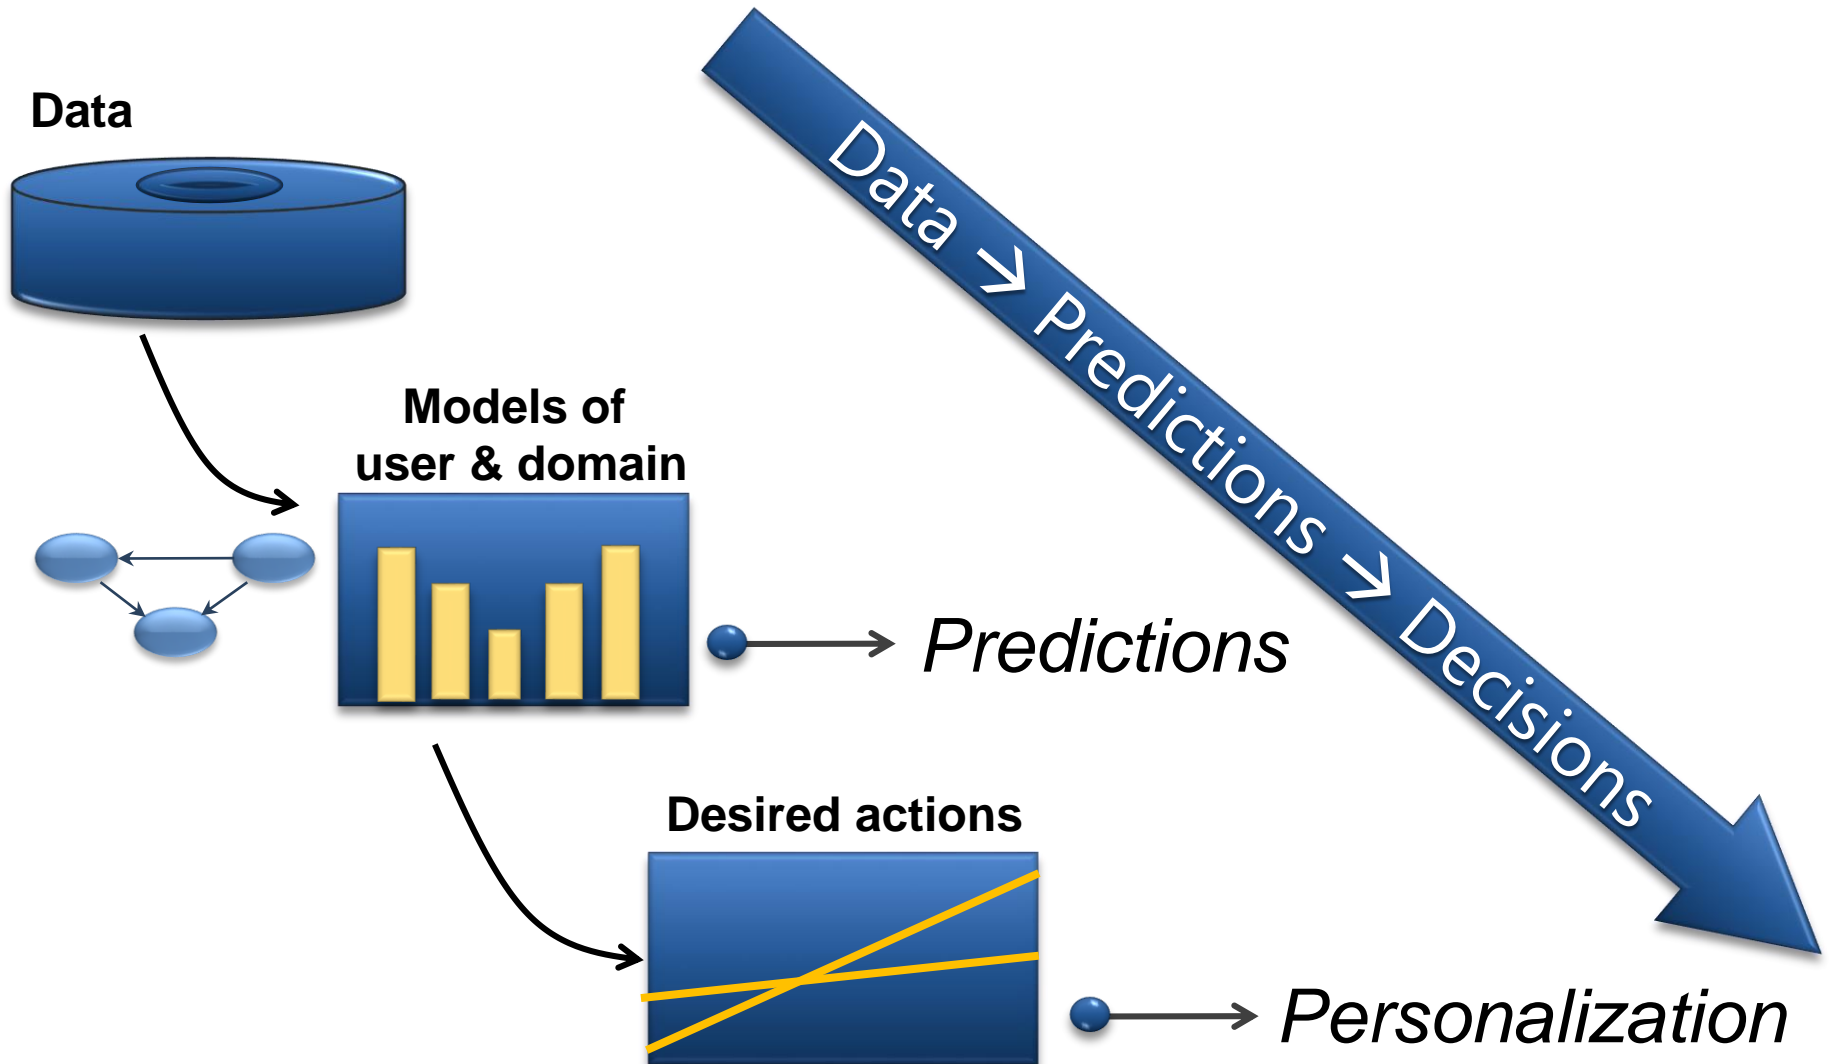 Data
Data → Predictions → Decisions
Models of
user & domain
Predictions
Desired actions
Personalization